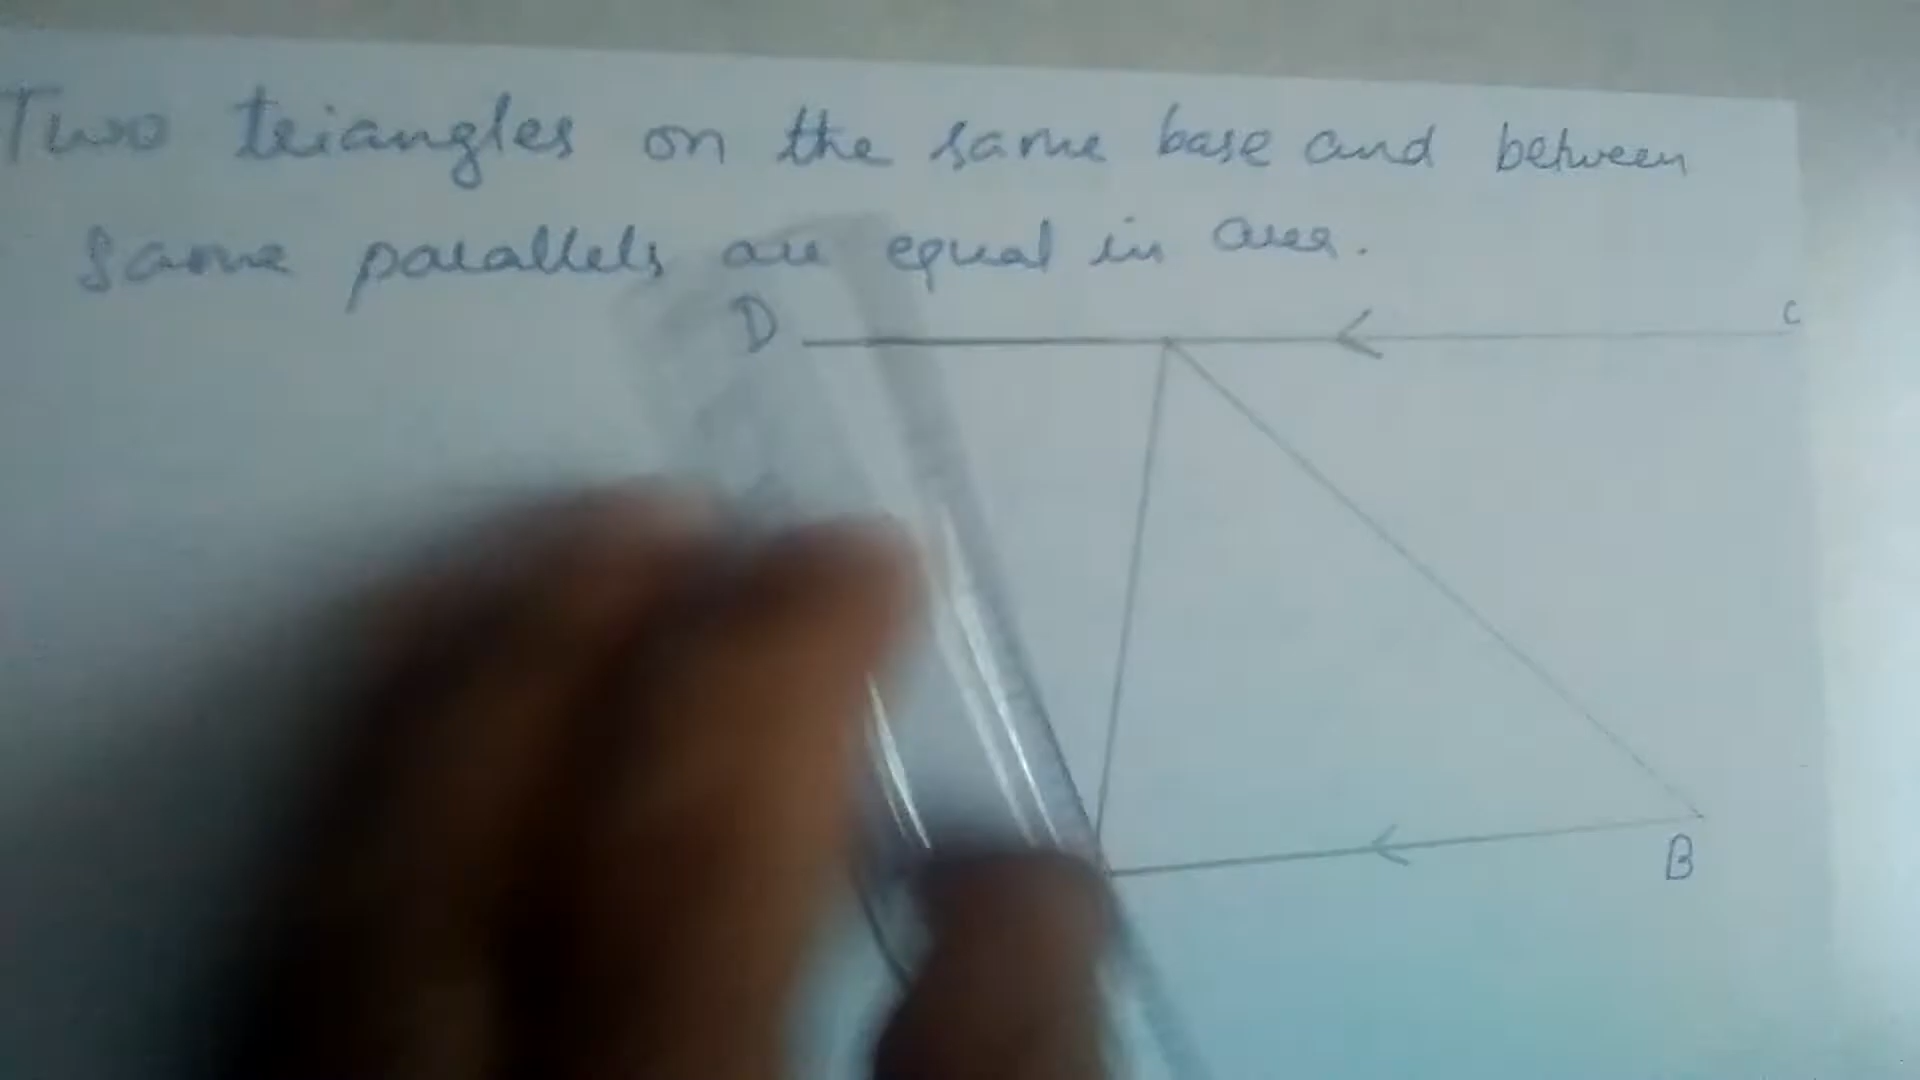 Two triangles on the same base and between
same parallels are equal in area.
D
C
B